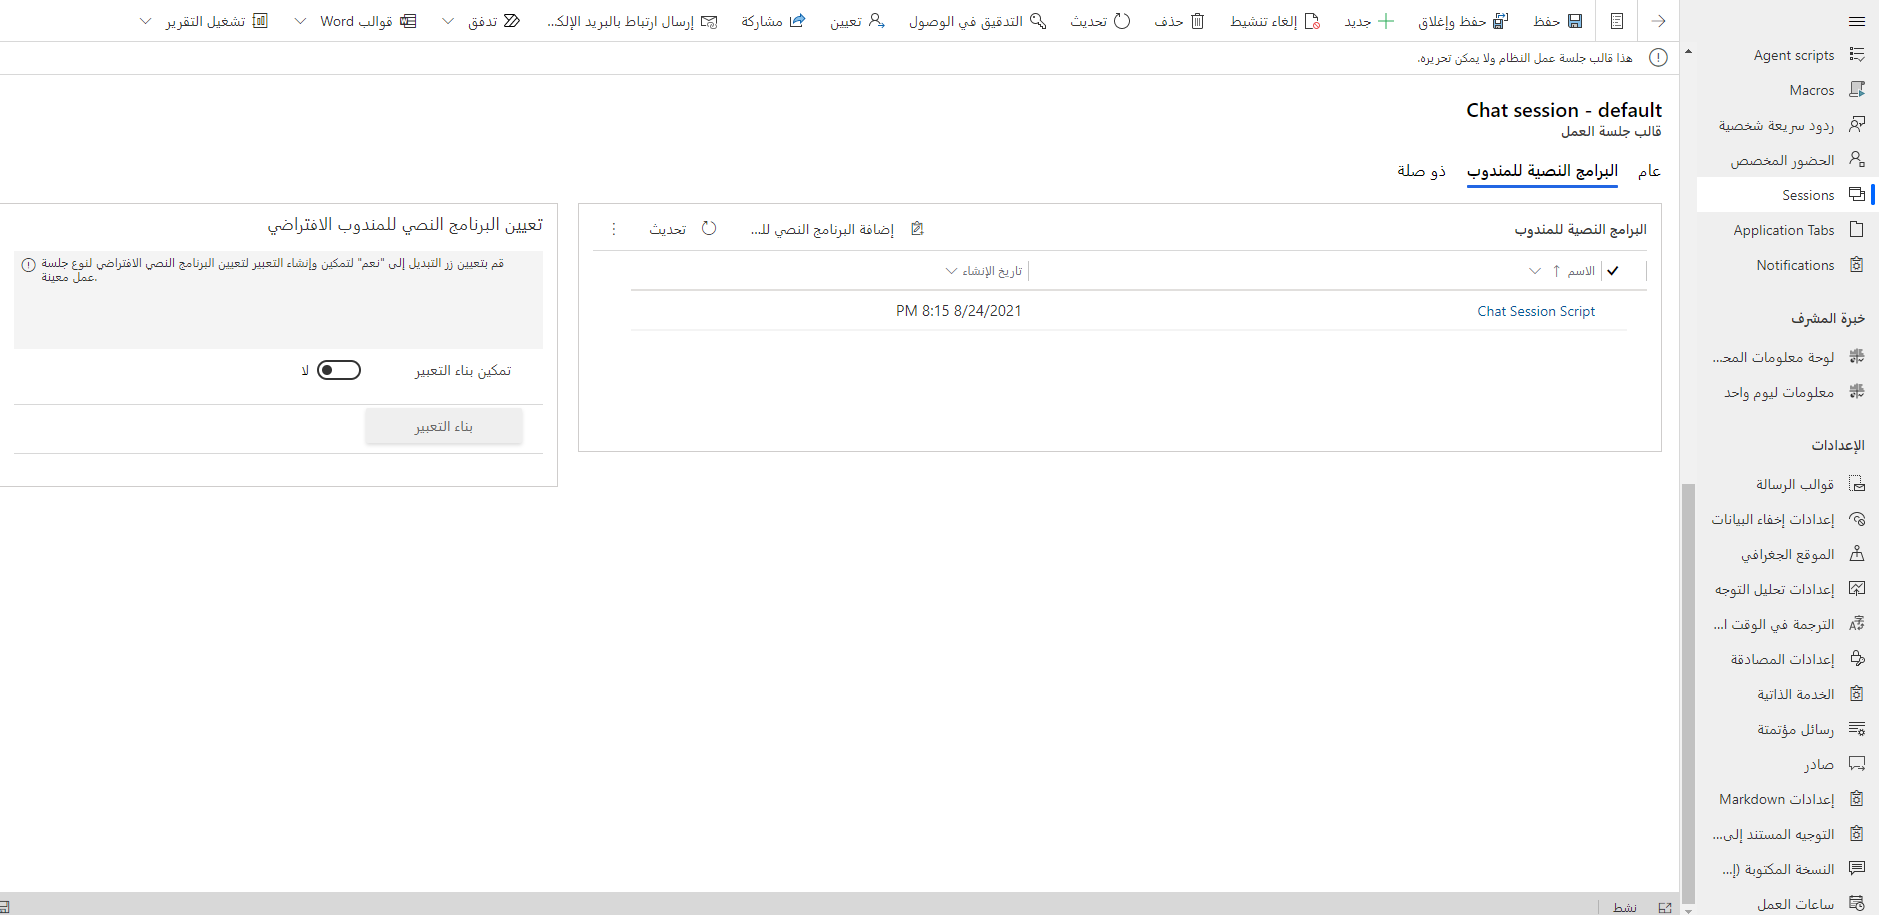 حفظ
حفظ وإغلاق
جديد
إلغاء تنشيط
حذف
تحديث
التدقيق في الوصول
تعيين
مشاركة
إرسال ارتباط بالبريد الإلكـ...
تدفق
قوالب Word
تشغيل التقرير
هذا قالب جلسة عمل النظام ولا يمكن تحريره.
Chat session - default
قالب جلسة العمل
عام
البرامج النصية للمندوب
ذو صلة
البرامج النصية للمندوب
إضافة البرنامج النصي للـ...
تحديث
الاسم
تاريخ الإنشاء
Chat Session Script
8/24/2021 8:15 PM
تعيين البرنامج النصي للمندوب الافتراضي
قم بتعيين زر التبديل إلى "نعم" لتمكين وإنشاء التعبير لتعيين البرنامج النصي الافتراضي لنوع جلسة
عمل معينة.
تمكين بناء التعبير
لا
بناء التعبير
Agent scripts
Macros
ردود سريعة شخصية
الحضور المخصص
Sessions
Application Tabs
Notifications
خبرة المشرف
لوحة معلومات المحـ...
معلومات ليوم واحد
الإعدادات
قوالب الرسالة
إعدادات إخفاء البيانات
الموقع الجغرافي
إعدادات تحليل التوجه
الترجمة في الوقت ا...
إعدادات المصادقة
الخدمة الذاتية
رسائل مؤتمتة
صادر
إعدادات Markdown
التوجيه المستند إلى...
النسخة المكتوبة (إ...
ساعات العمل
نشط